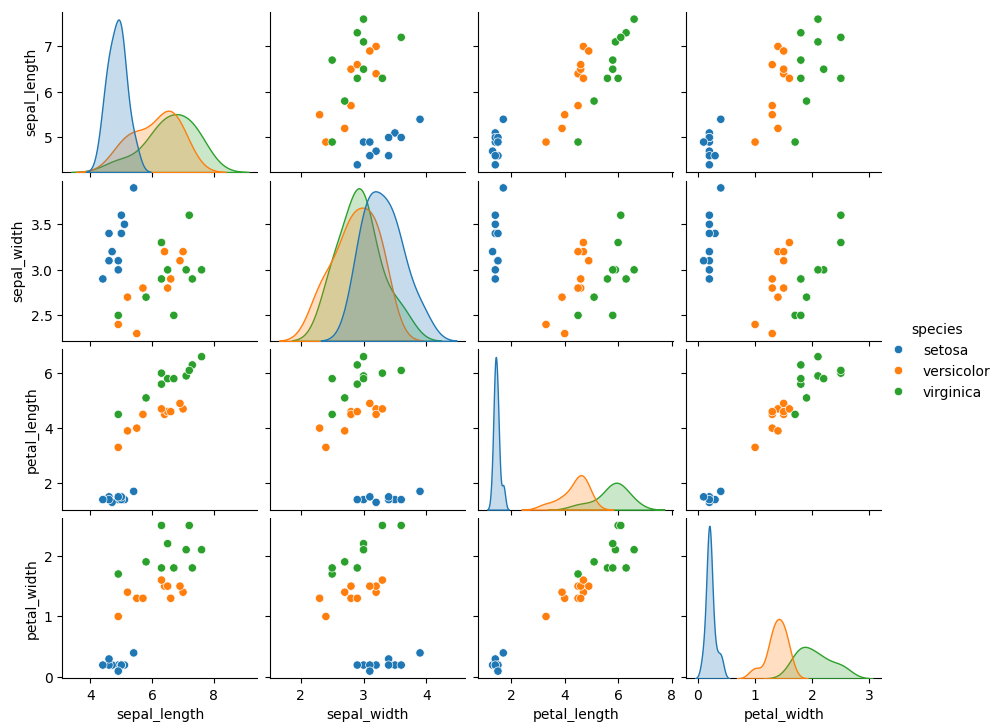 sepal_length
7
6
5
sepal_width
3.5
3.0
2.5
species
setosa
versicolor
virginica
petal_length
6
4
2
petal_width
2
1
0
4 6 8
2 3 4
2 4 6 8
0 1 2 3
sepal_length
sepal_width
petal_length
petal_width